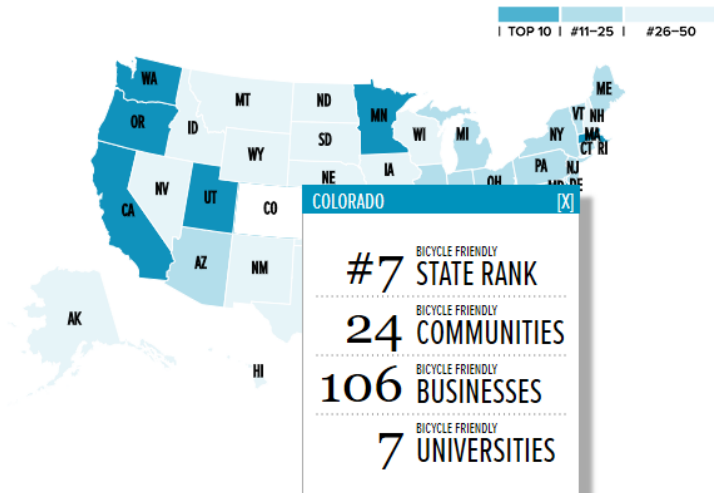 TOP 10 #11–25 #26–50
WA
MT
ND
MN
ME
OR
ID
SD
WI
MI
VT NH
NY
MA
CT RI
WY
IA
PA
NJ
NE
OH
DE
NV
UT
CO
CA
AZ
NM
AK
HI
COLORADO [X]
BICYCLE FRIENDLY
#7 STATE RANK
BICYCLE FRIENDLY
24 COMMUNITIES
BICYCLE FRIENDLY
106 BUSINESSES
BICYCLE FRIENDLY
7 UNIVERSITIES